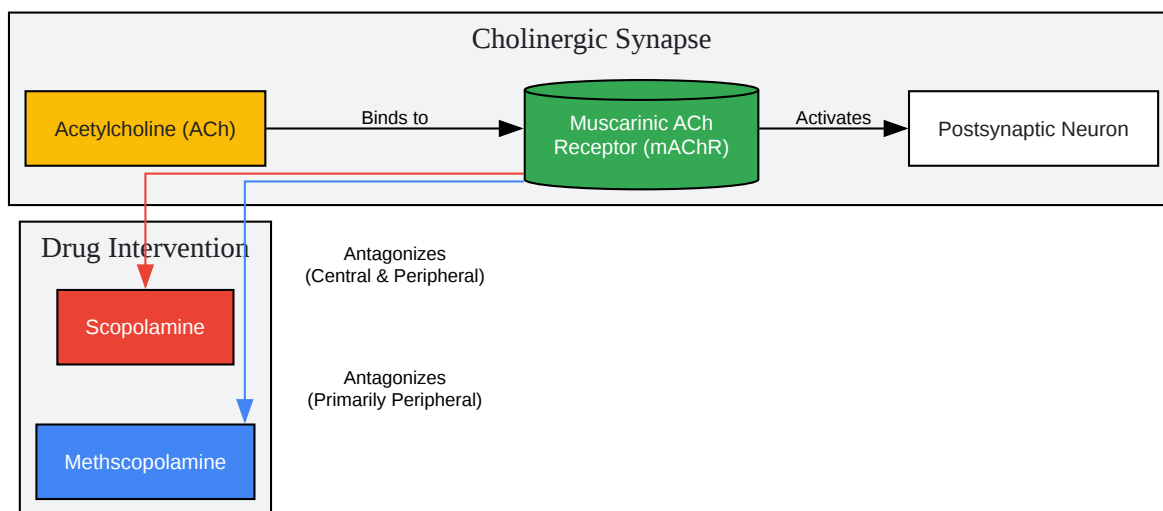 Cholinergic Synapse
Acetylcholine (ACh)
Binds to
Muscarinic ACh
Receptor (mAChR)
Activates
Postsynaptic Neuron
Drug Intervention
Antagonizes
(Central & Peripheral)
Scopolamine
Antagonizes
(Primarily Peripheral)
Methscopolamine